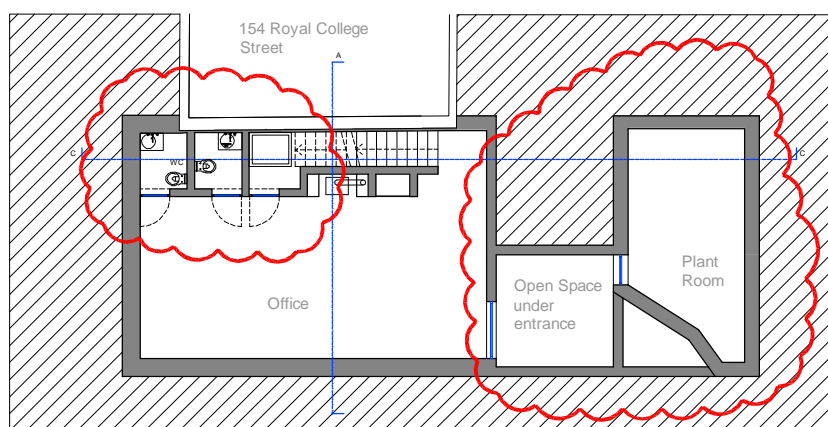 154 Royal College
Street
A
C
C
WC
Office
Open Space
under
entrance
Plant
Room